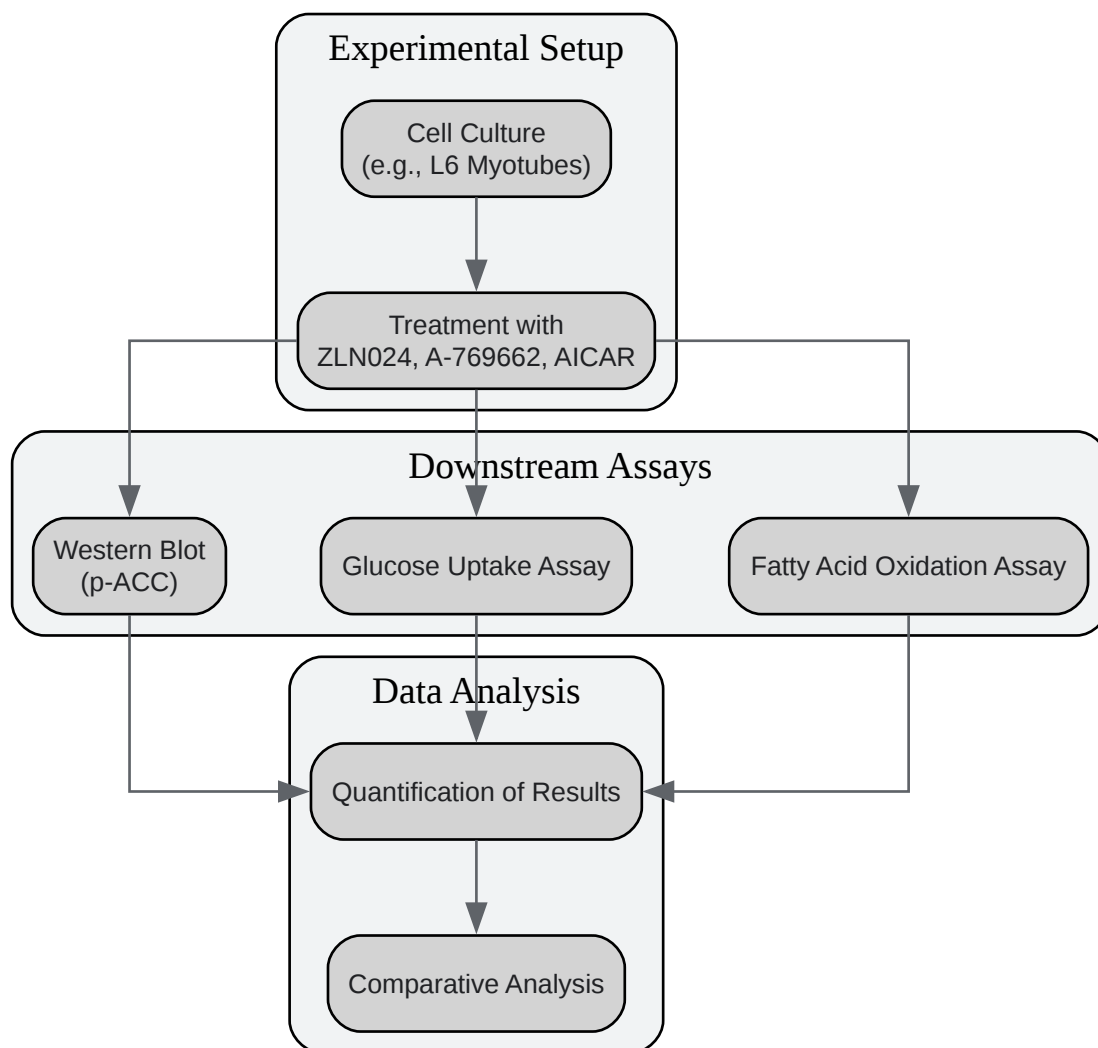 Experimental Setup
Cell Culture
(e.g., L6 Myotubes)
Treatment with
ZLN024, A-769662, AICAR
Downstream Assays
Western Blot
(p-ACC)
Glucose Uptake Assay
Fatty Acid Oxidation Assay
Data Analysis
Quantification of Results
Comparative Analysis